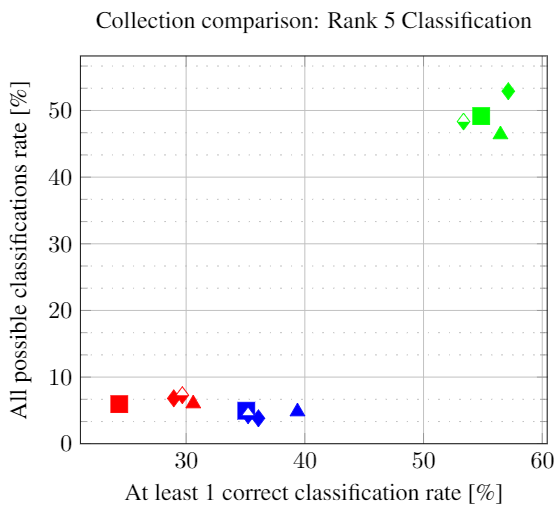 Collection comparison: Rank 5 Classification
All possible classifications rate [%]
50
40
30
20
10
0
30 40 50 60
At least 1 correct classification rate [%]